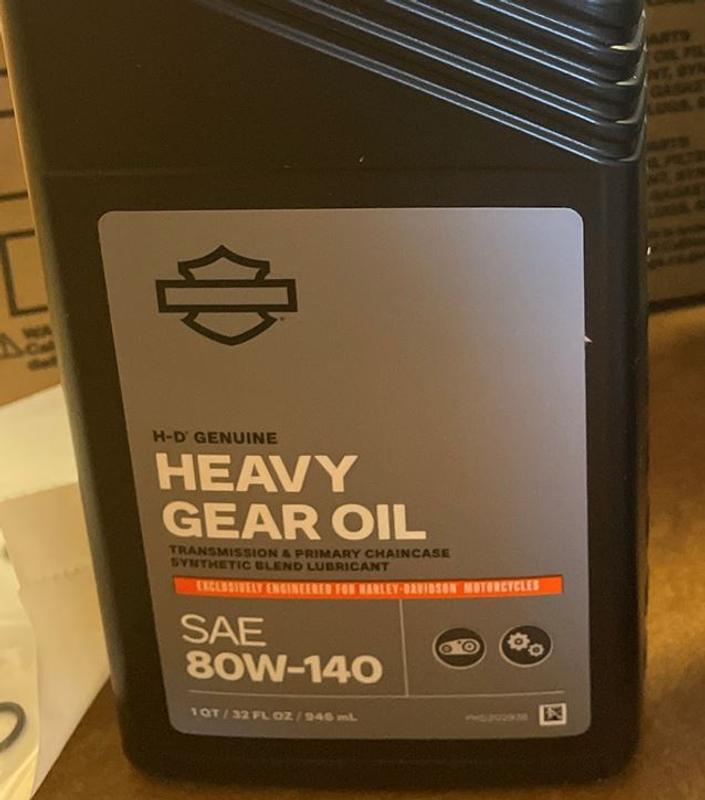 H-D® GENUINE
HEAVY
GEAR OIL
TRANSMISSION & PRIMARY CHAINCASE
SYNTHETIC BLEND LUBRICANT
EXCLUSIVELY ENGINEERED FOR HARLEY-DAVIDSON® MOTORCYCLES
SAE
80W-140
1 QT / 32 FL OZ / 946 mL